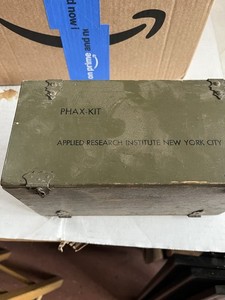 PHAX-KIT
APPLIED RESEARCH INSTITUTE NEW YORK, CITY